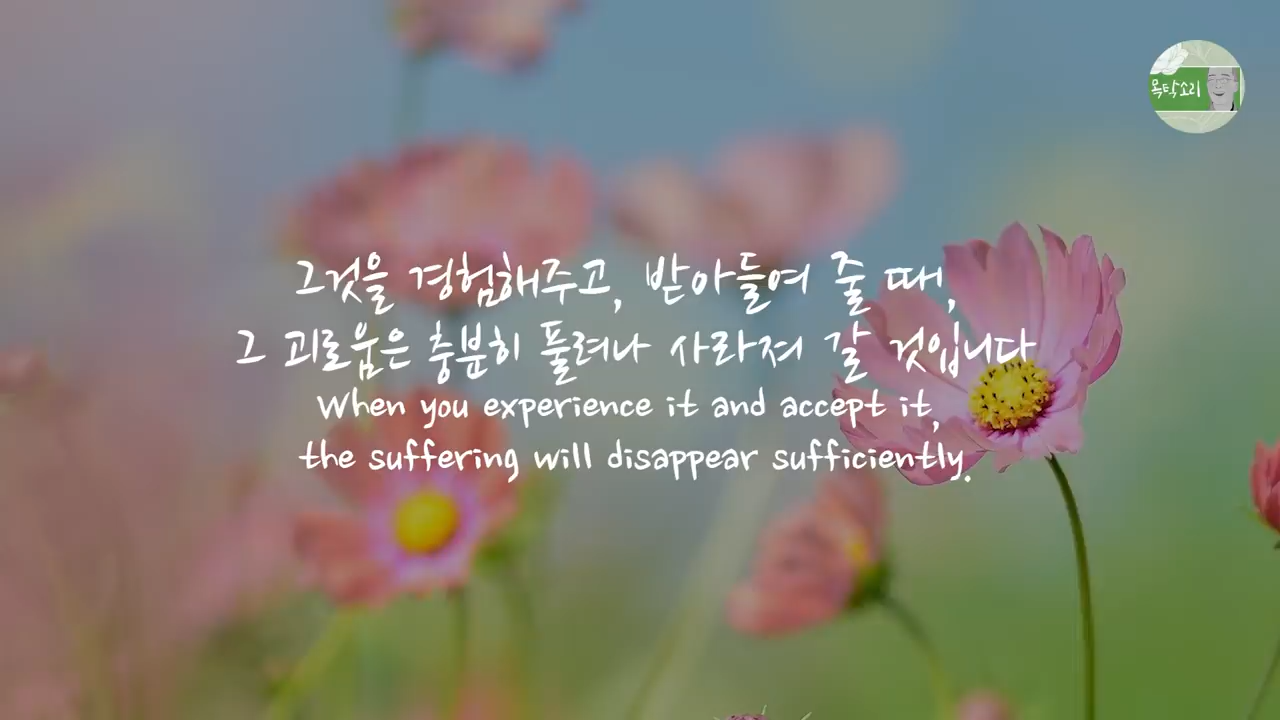 목탁소리
그것을 경험해주고, 받아들여 줄 때,
그 괴로움은 충분히 풀려나 사라져 갈 것입니다
When you experience it and accept it,
the suffering will disappear sufficiently.